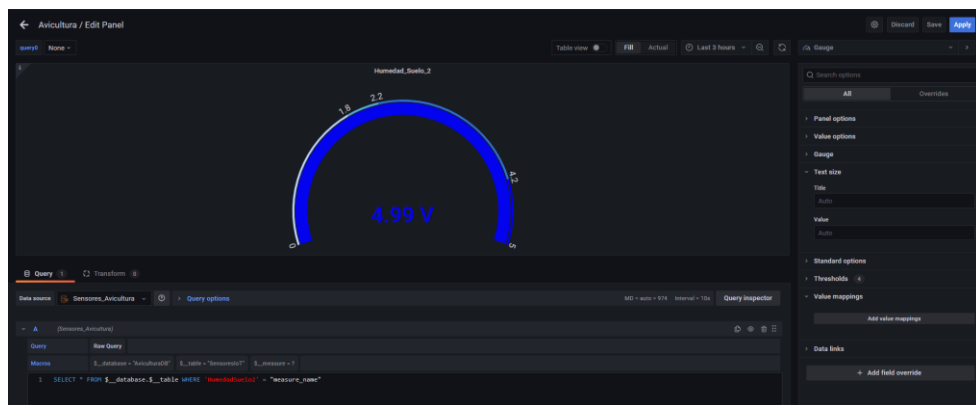 Avicultura / Edit Panel
Discard Save Apply
query0 None
Table view Fill Actual Last 3 hours
Gauge
Humedad_Suelo_2
Search options
All Overrides
0 1.8 2.2 4.2 5
4.99 V
Panel options
Value options
Gauge
Text size
Title
Auto
Value
Auto
Standard options
Thresholds 4
Value mappings
Add value mappings
Data links
+ Add field override
Query 1 Transform 0
Data source Sensores_Avicultura Query options MD = auto = 974 Interval = 10s Query inspector
A (Sensores_Avicultura)
Query Raw Query
Macros $__database = "AviculturaDB" $__table = "SensuresIoT" $__measure = ?
1 SELECT * FROM $__database.$__table WHERE 'HumedadSuelo2' = "measure_name"